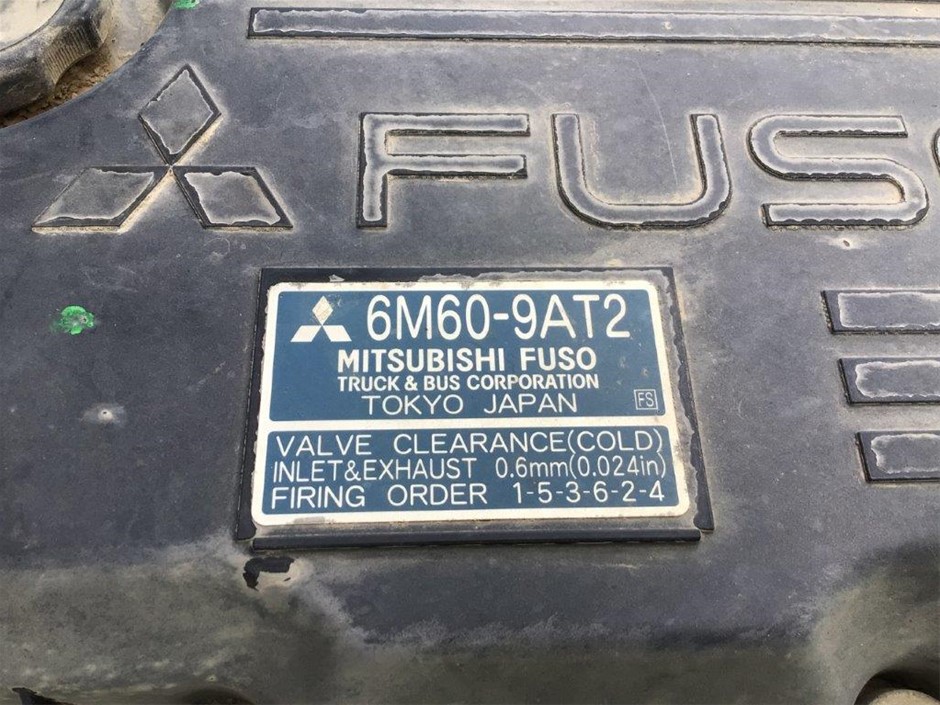 FUSO
6M60-9AT2
MITSUBISHI FUSO
TRUCK & BUS CORPORATION
TOKYO JAPAN FS
VALVE CLEARANCE(COLD)
INLET&EXHAUST 0.6mm(0.024in)
FIRING ORDER 1-5-3-6-2-4